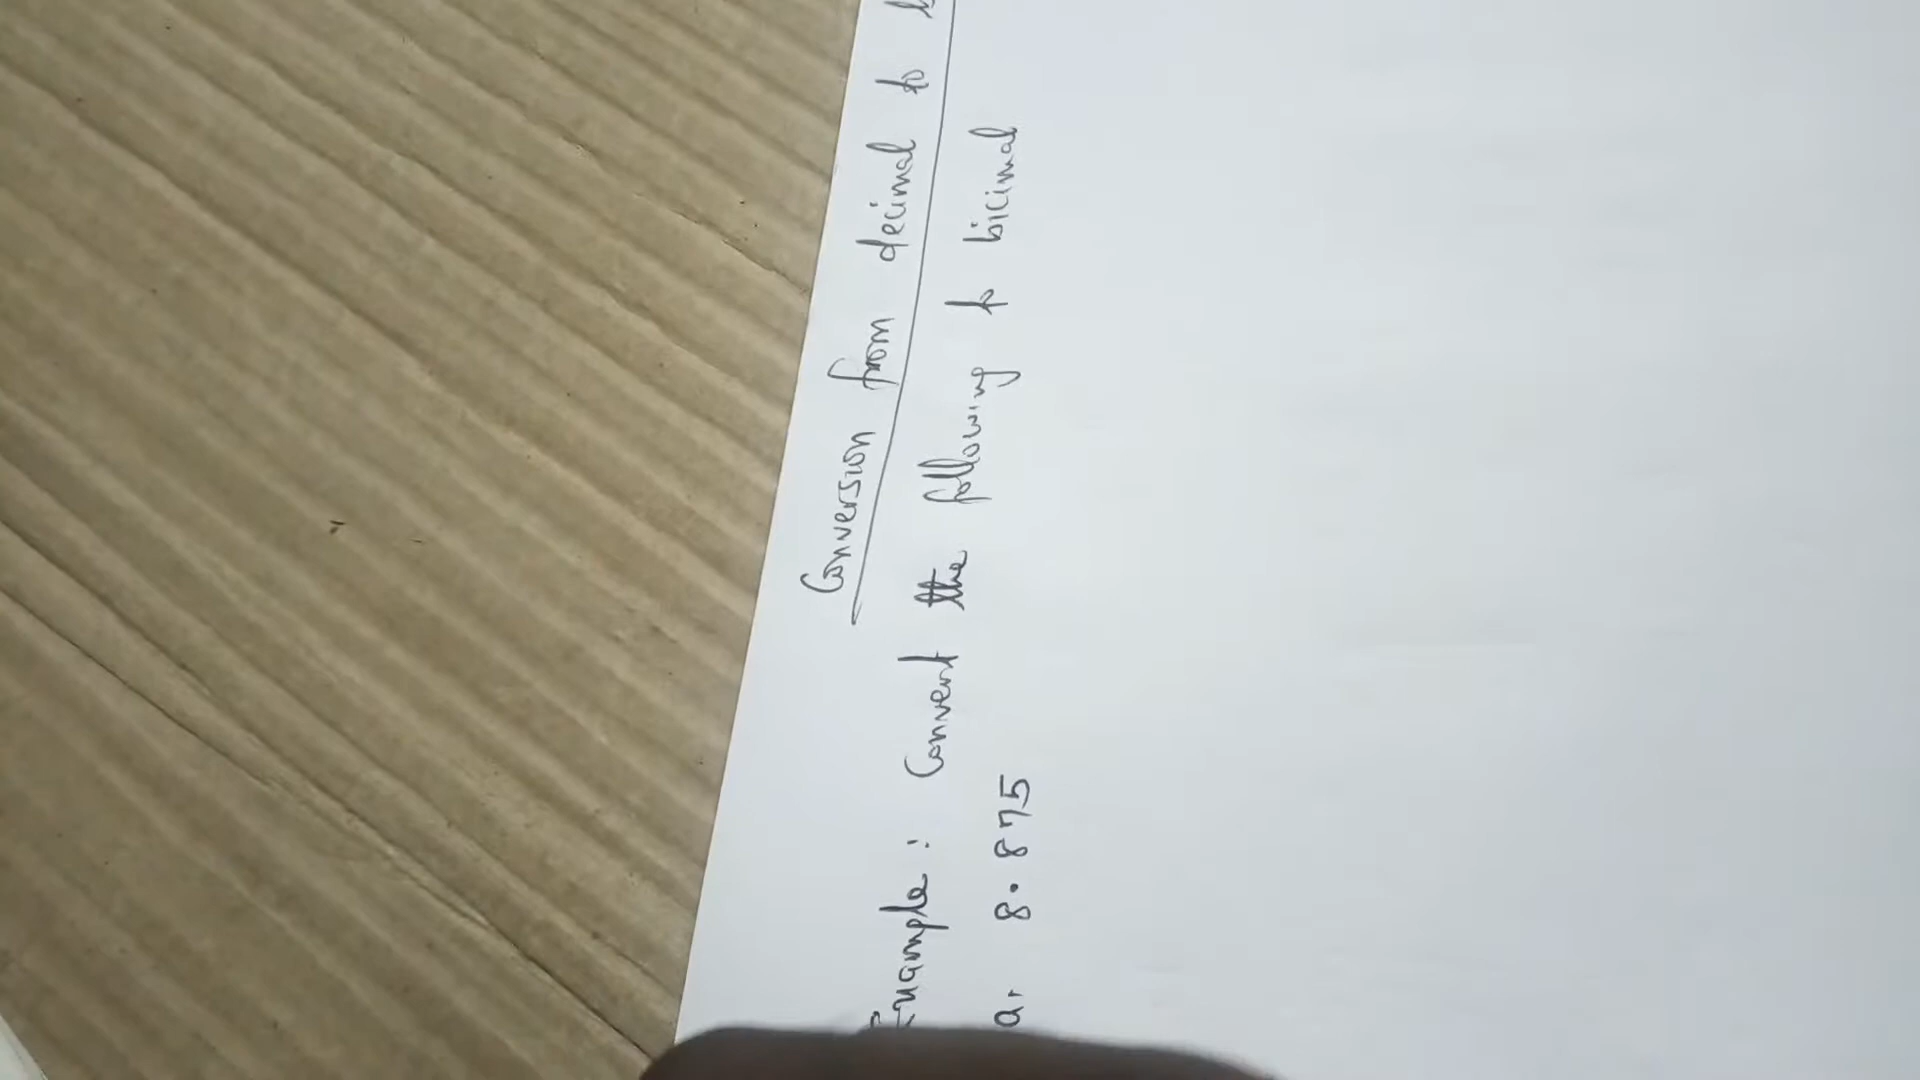 Conversion from decimal to
Example: Convert the following to bicimal
a. 8.875